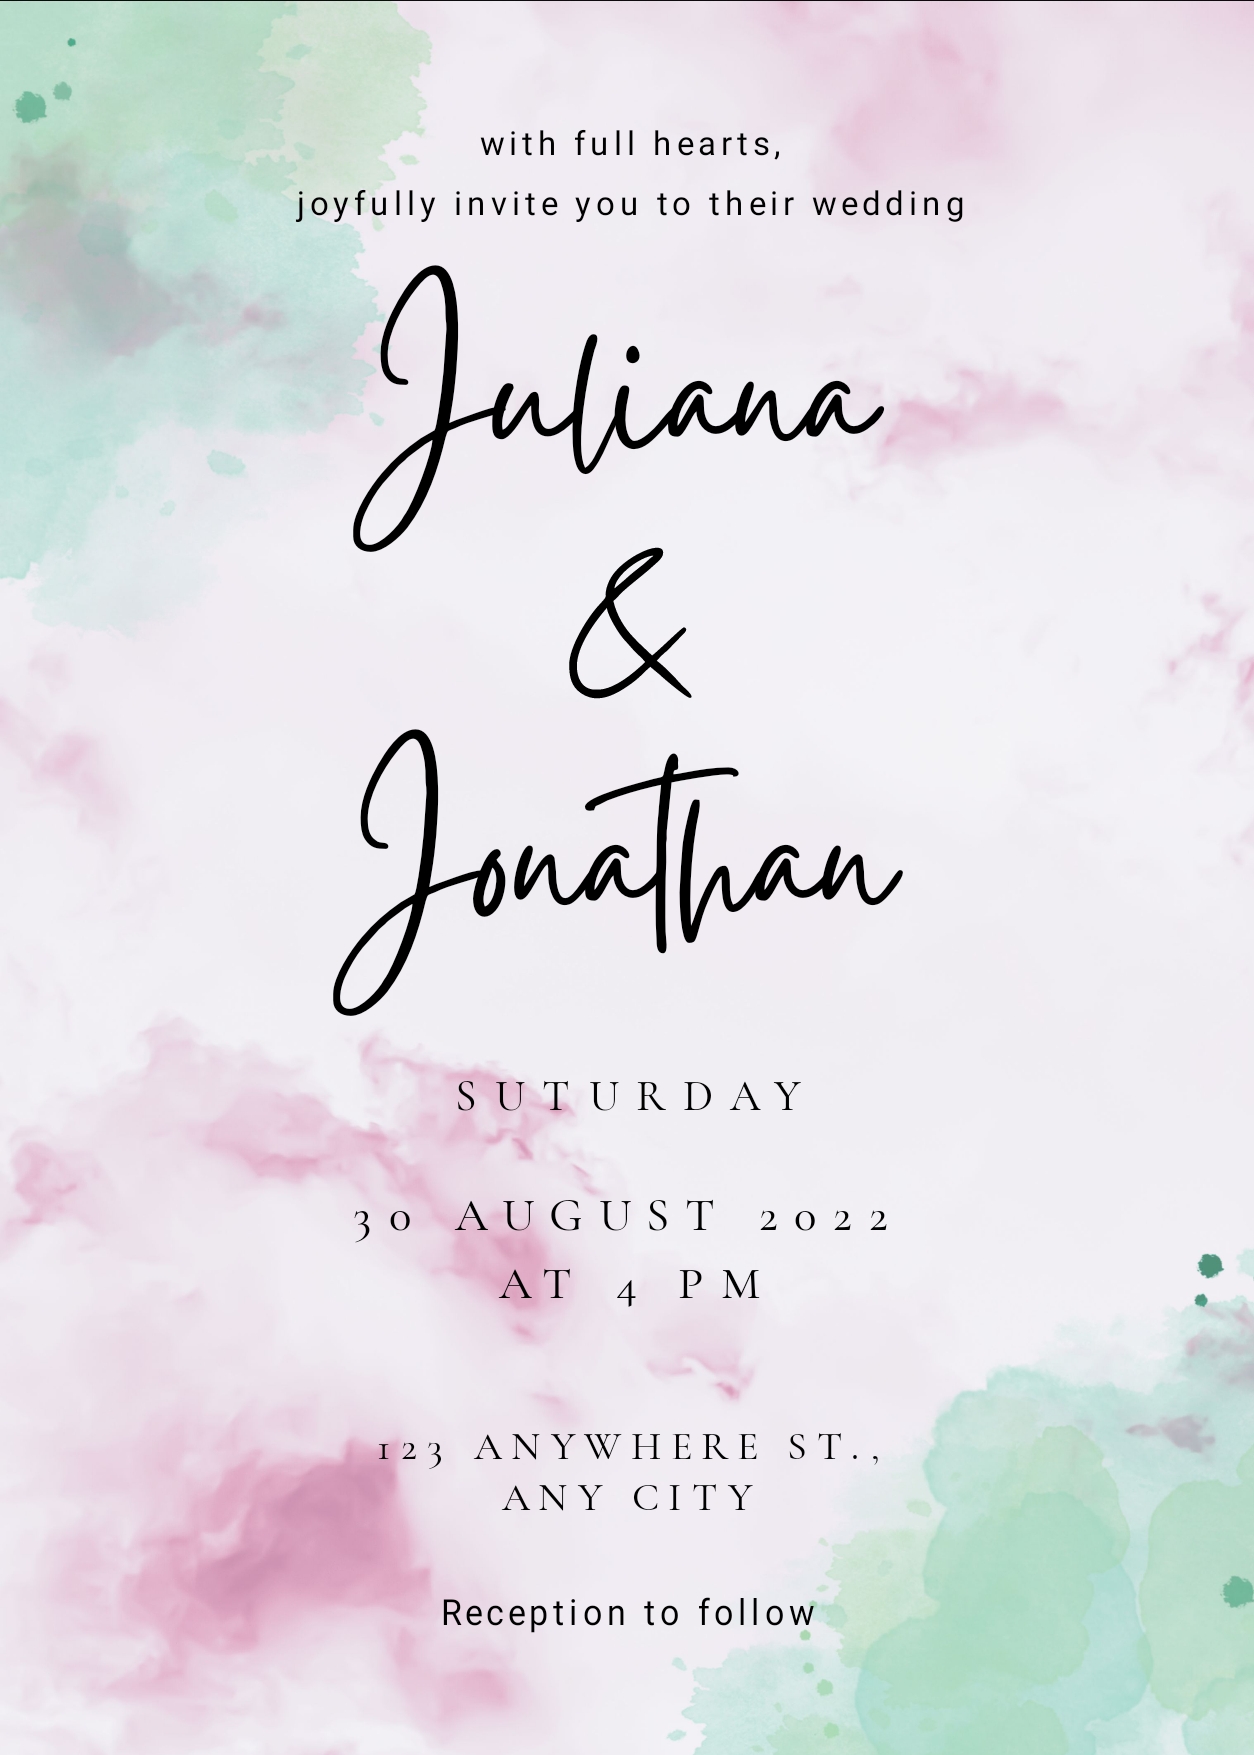 with full hearts,
joyfully invite you to their wedding
Juliana
&
Jonathan
SUTURDAY
30 AUGUST 2022
AT 4 PM
123 ANYWHERE ST.,
ANY CITY
Reception to follow